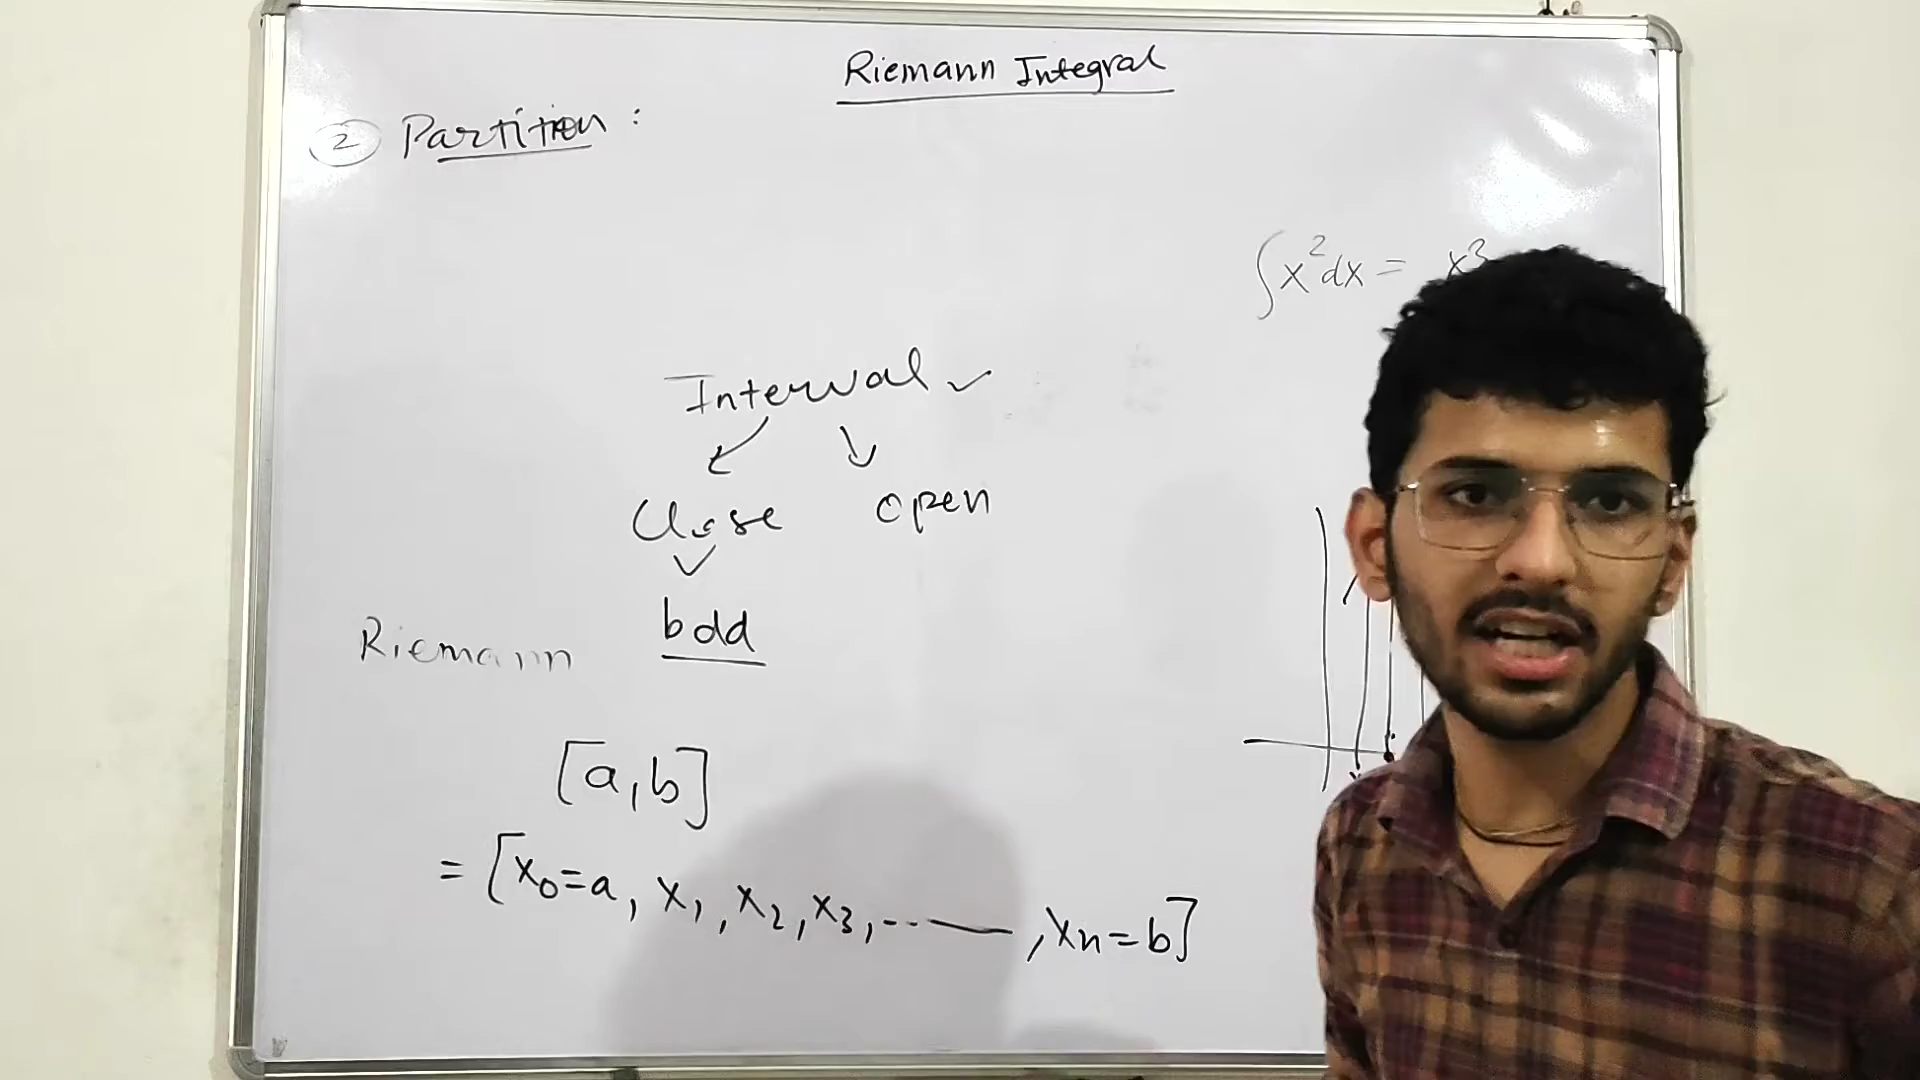 Riemann Integral
② Partition :
∫x²dx = x³
Interval ✓
Close open
bdd
Riemann
[a,b]
= [x₀=a, x₁, x₂, x₃, -- —— , xₙ=b]